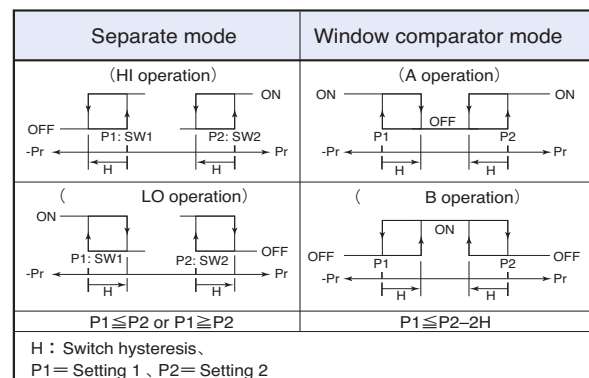 Separate mode
Window comparator mode
(HI operation)
ON
OFF
P1: SW1
P2: SW2
-Pr
Pr
H
H
(A operation)
ON
ON
OFF
P1
P2
-Pr
Pr
H
H
( LO operation)
ON
P1: SW1
P2: SW2
OFF
-Pr
Pr
H
H
( B operation)
ON
OFF
P1
P2
OFF
-Pr
Pr
H
H
P1≦P2 or P1≧P2
P1≦P2–2H
H : Switch hysteresis、
P1= Setting 1 、P2= Setting 2